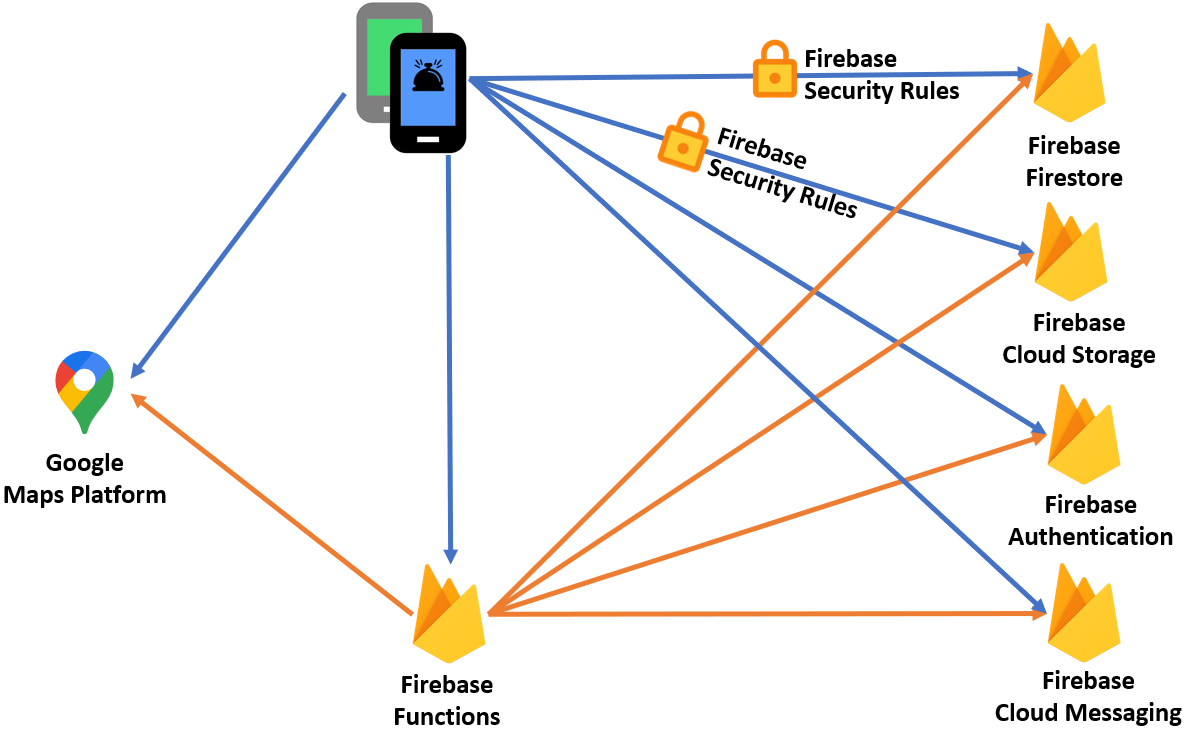 Firebase
Security Rules
Firebase
Security Rules
Firebase
Firestore
Firebase
Cloud Storage
Google
Maps Platform
Firebase
Authentication
Firebase
Functions
Firebase
Cloud Messaging